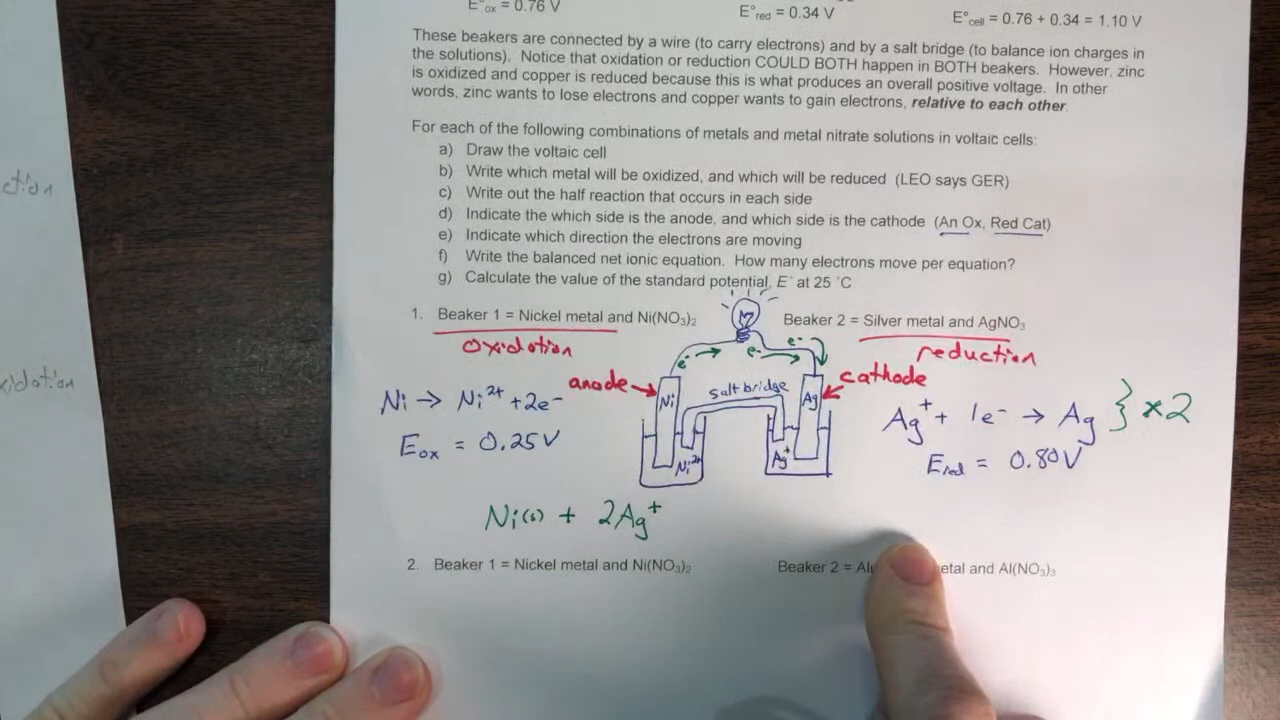 E°ox = 0.76 V
E°red = 0.34 V
E°cell = 0.76 + 0.34 = 1.10 V
These beakers are connected by a wire (to carry electrons) and by a salt bridge (to balance ion charges in
the solutions). Notice that oxidation or reduction COULD BOTH happen in BOTH beakers. However, zinc
is oxidized and copper is reduced because this is what produces an overall positive voltage. In other
words, zinc wants to lose electrons and copper wants to gain electrons, relative to each other.
For each of the following combinations of metals and metal nitrate solutions in voltaic cells:
a) Draw the voltaic cell
b) Write which metal will be oxidized, and which will be reduced (LEO says GER)
c) Write out the half reaction that occurs in each side
d) Indicate the which side is the anode, and which side is the cathode (An Ox, Red Cat)
e) Indicate which direction the electrons are moving
f) Write the balanced net ionic equation. How many electrons move per equation?
g) Calculate the value of the standard potential, E° at 25 °C
1. Beaker 1 = Nickel metal and Ni(NO₃)₂
Beaker 2 = Silver metal and AgNO₃
oxidation
reduction
e⁻
e⁻
e⁻
anode
salt bridge
cathode
Ni
Ag
Ni → Ni²⁺ + 2e⁻
Ag⁺ + 1e⁻ → Ag } ×2
Eox = 0.25V
Ered = 0.80V
Ni²⁺
Ag⁺
Ni(s) + 2Ag⁺
2. Beaker 1 = Nickel metal and Ni(NO₃)₂
Beaker 2 = etal and Al(NO₃)₃